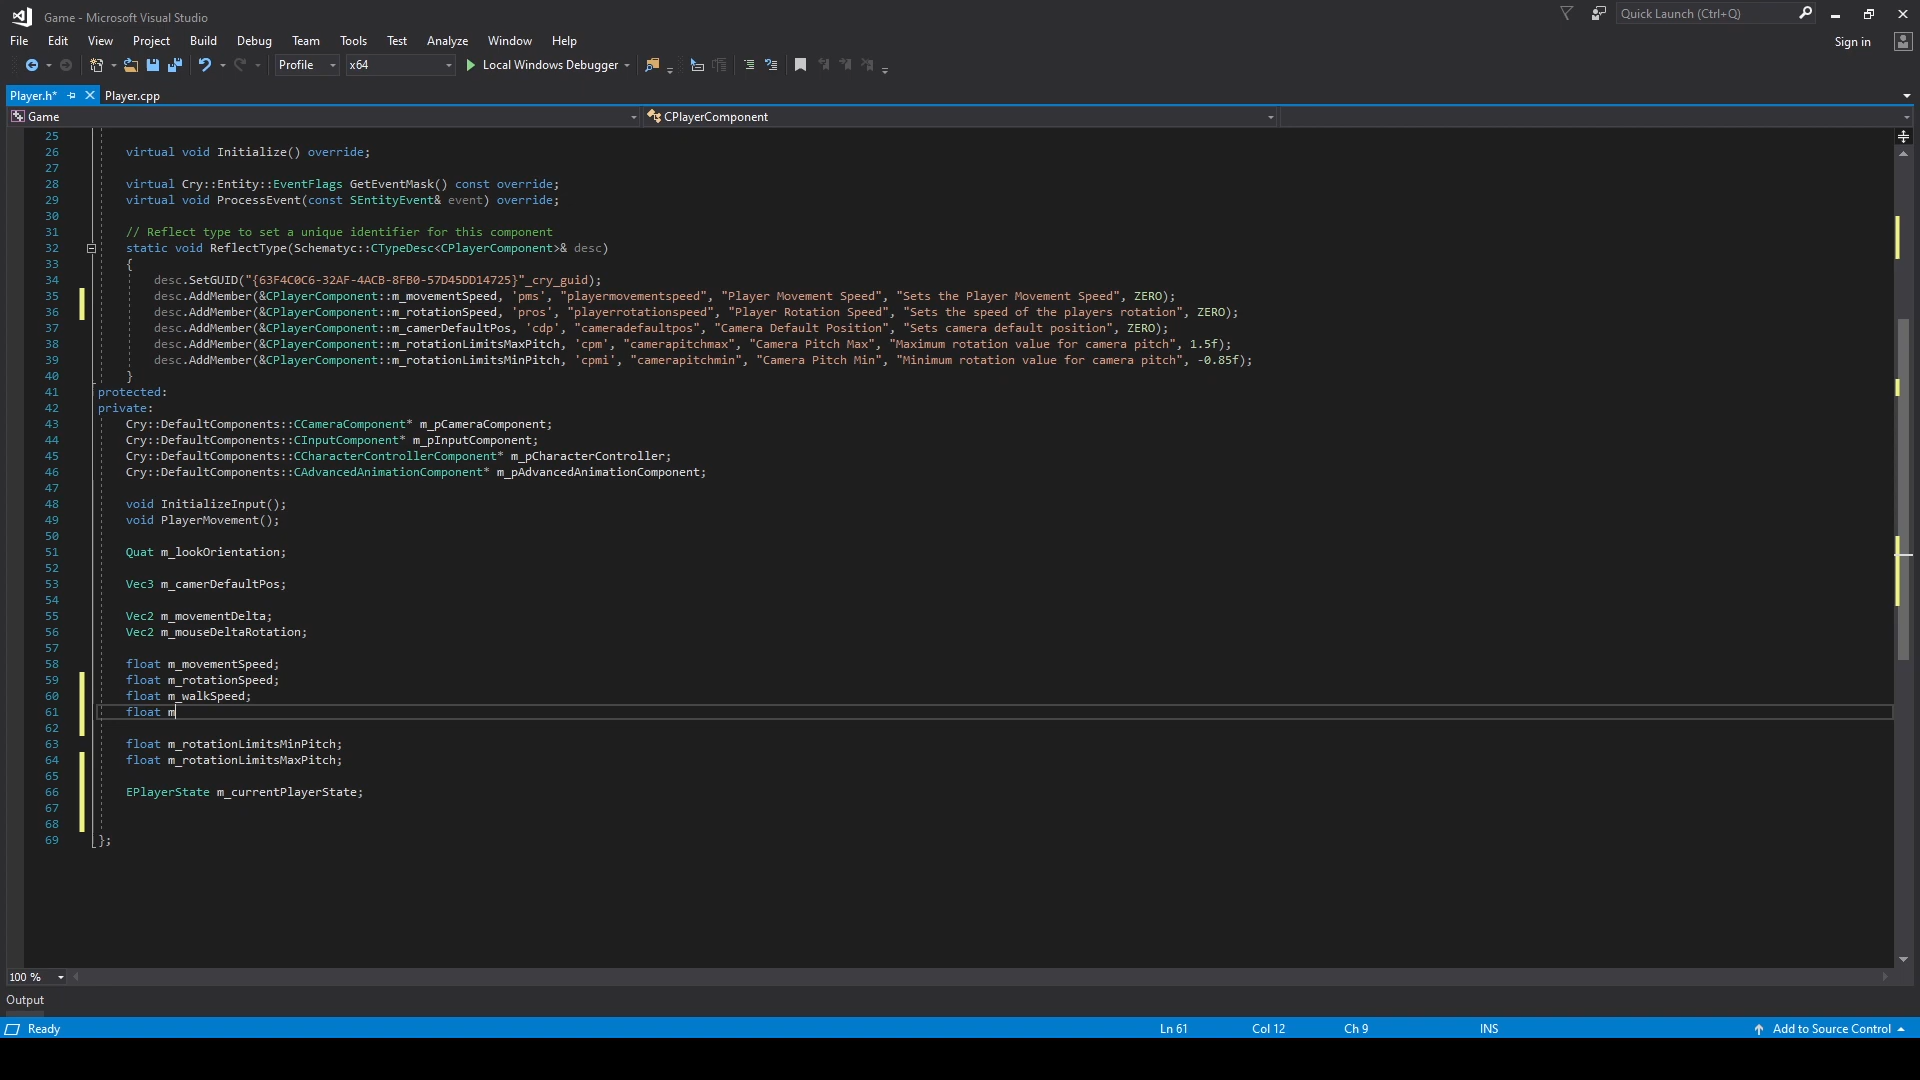 Game - Microsoft Visual Studio
Quick Launch (Ctrl+Q)
File Edit View Project Build Debug Team Tools Test Analyze Window Help
Sign in
Profile x64 Local Windows Debugger
Player.h* Player.cpp
Game CPlayerComponent
25
26 virtual void Initialize() override;
27
28 virtual Cry::Entity::EventFlags GetEventMask() const override;
29 virtual void ProcessEvent(const SEntityEvent& event) override;
30
31 // Reflect type to set a unique identifier for this component
32 static void ReflectType(Schematyc::CTypeDesc<CPlayerComponent>& desc)
33 {
34 desc.SetGUID("{63F4C0C6-32AF-4ACB-8FB0-57D45DD14725}"_cry_guid);
35 desc.AddMember(&CPlayerComponent::m_movementSpeed, 'pms', "playermovementspeed", "Player Movement Speed", "Sets the Player Movement Speed", ZERO);
36 desc.AddMember(&CPlayerComponent::m_rotationSpeed, 'pros', "playerrotationspeed", "Player Rotation Speed", "Sets the speed of the players rotation", ZERO);
37 desc.AddMember(&CPlayerComponent::m_camerDefaultPos, 'cdp', "cameradefaultpos", "Camera Default Position", "Sets camera default position", ZERO);
38 desc.AddMember(&CPlayerComponent::m_rotationLimitsMaxPitch, 'cpm', "camerapitchmax", "Camera Pitch Max", "Maximum rotation value for camera pitch", 1.5f);
39 desc.AddMember(&CPlayerComponent::m_rotationLimitsMinPitch, 'cpmi', "camerapitchmin", "Camera Pitch Min", "Minimum rotation value for camera pitch", -0.85f);
40 }
41 protected:
42 private:
43 Cry::DefaultComponents::CCameraComponent* m_pCameraComponent;
44 Cry::DefaultComponents::CInputComponent* m_pInputComponent;
45 Cry::DefaultComponents::CCharacterControllerComponent* m_pCharacterController;
46 Cry::DefaultComponents::CAdvancedAnimationComponent* m_pAdvancedAnimationComponent;
47
48 void InitializeInput();
49 void PlayerMovement();
50
51 Quat m_lookOrientation;
52
53 Vec3 m_camerDefaultPos;
54
55 Vec2 m_movementDelta;
56 Vec2 m_mouseDeltaRotation;
57
58 float m_movementSpeed;
59 float m_rotationSpeed;
60 float m_walkSpeed;
61 float m
62
63 float m_rotationLimitsMinPitch;
64 float m_rotationLimitsMaxPitch;
65
66 EPlayerState m_currentPlayerState;
67
68
69 };
100 %
Output
Ready Ln 61 Col 12 Ch 9 INS Add to Source Control